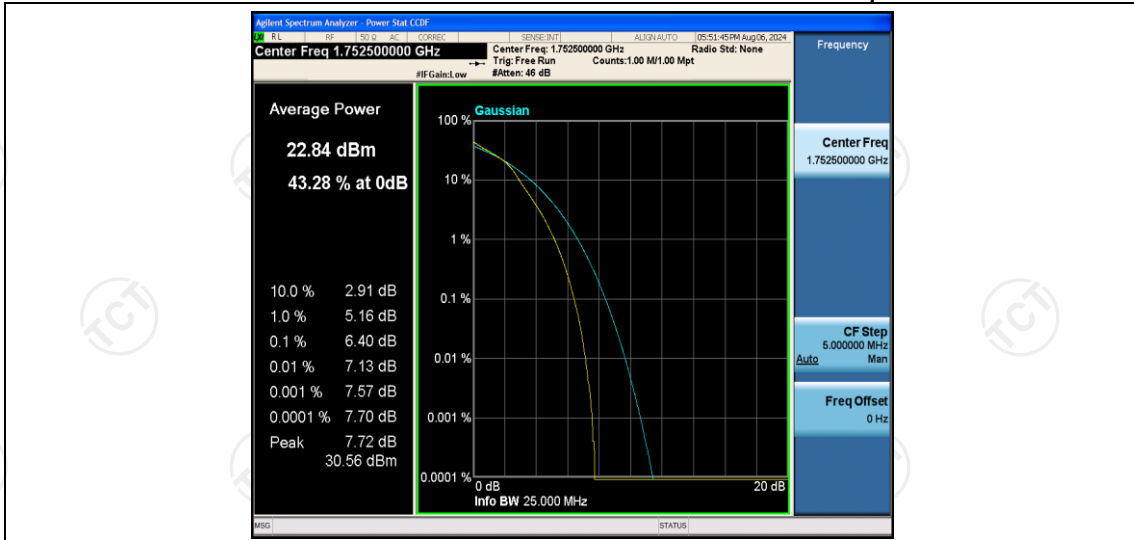 Agilent Spectrum Analyzer - Power Stat CCDF
LXI RL RF 50 Ω AC CORREC SENSE:INT ALIGNAUTO 05:51:45PM Aug06, 2024
Center Freq 1.752500000 GHz
Center Freq: 1.752500000 GHz Radio Std: None
Trig: Free Run Counts:1.00 M/1.00 Mpt
#IFGain:Low #Atten: 46 dB
Frequency
Average Power
22.84 dBm
43.28 % at 0dB
10.0 % 2.91 dB
1.0 % 5.16 dB
0.1 % 6.40 dB
0.01 % 7.13 dB
0.001 % 7.57 dB
0.0001 % 7.70 dB
Peak 7.72 dB
30.56 dBm
Gaussian
100 %
10 %
1 %
0.1 %
0.01 %
0.001 %
0.0001 %
0 dB 20 dB
Info BW 25.000 MHz
Center Freq
1.752500000 GHz
CF Step
5.000000 MHz
Auto Man
Freq Offset
0 Hz
MSG STATUS
TCT
TCT